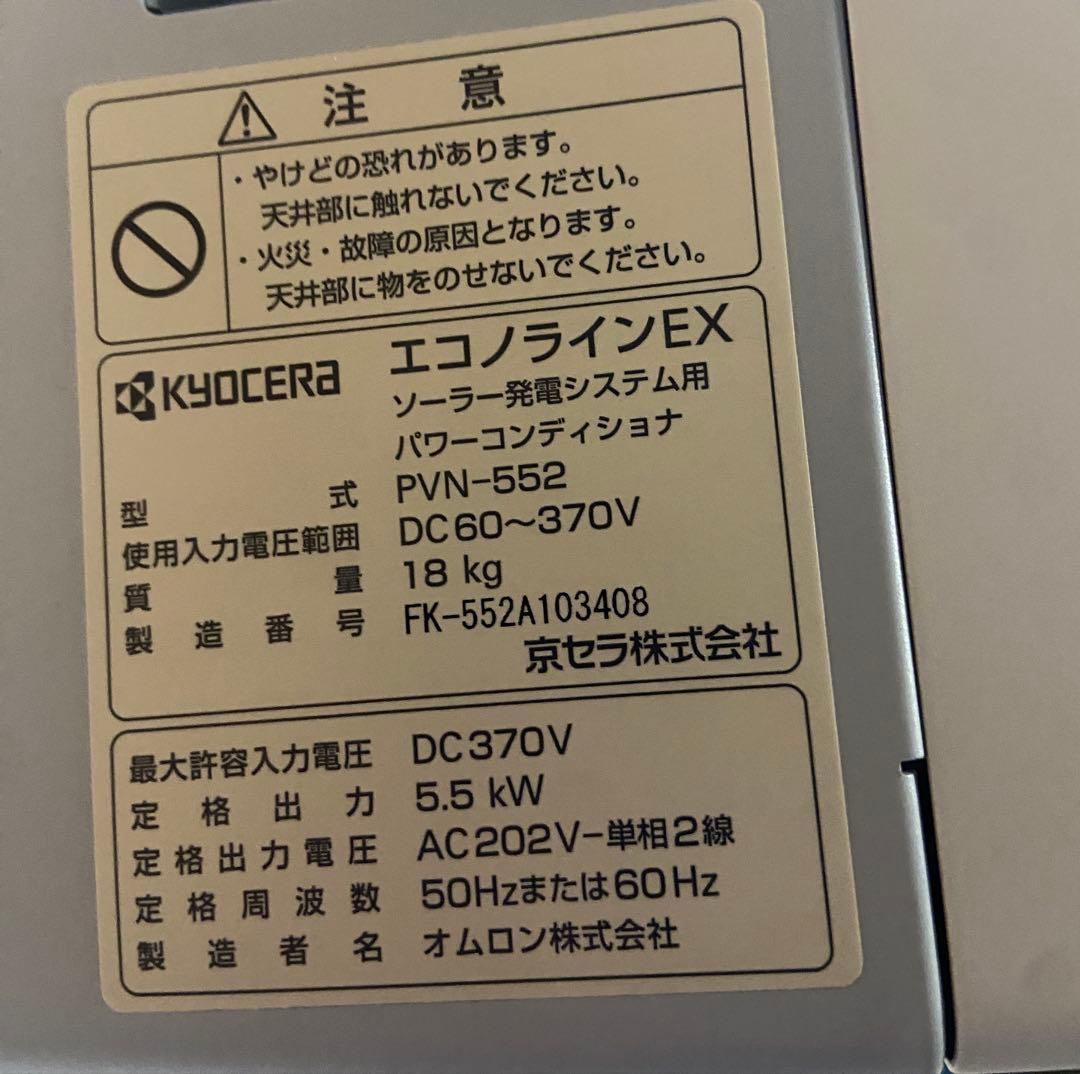 注意
・やけどの恐れがあります。
天井部に触れないでください。
・火災・故障の原因となります。
天井部に物をのせないでください。
KYOCERA エコノラインEX
ソーラー発電システム用
パワーコンディショナ
型式 PVN-552
使用入力電圧範囲 DC60〜370V
質量 18 kg
製造番号 FK-552A103408
京セラ株式会社
最大許容入力電圧 DC370V
定格出力 5.5 kW
定格出力電圧 AC202V-単相2線
定格周波数 50Hzまたは60Hz
製造者名 オムロン株式会社